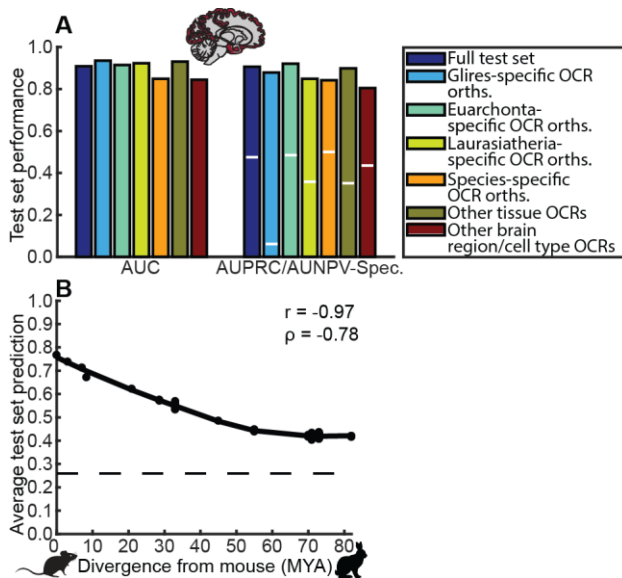 A
Test set performance
1.0
0.8
0.6
0.4
0.2
0.0
AUC
AUPRC/AUNPV-Spec.
Full test set
Glires-specific OCR
orths.
Euarchonta-
specific OCR orths.
Laurasiatheria-
specific OCR orths.
Species-specific
OCR orths.
Other tissue OCRs
Other brain
region/cell type OCRs
B
r = -0.97
ρ = -0.78
Average test set prediction
1.0
0.9
0.8
0.7
0.6
0.5
0.4
0.3
0.2
0.1
0.0
0 10 20 30 40 50 60 70 80
Divergence from mouse (MYA)